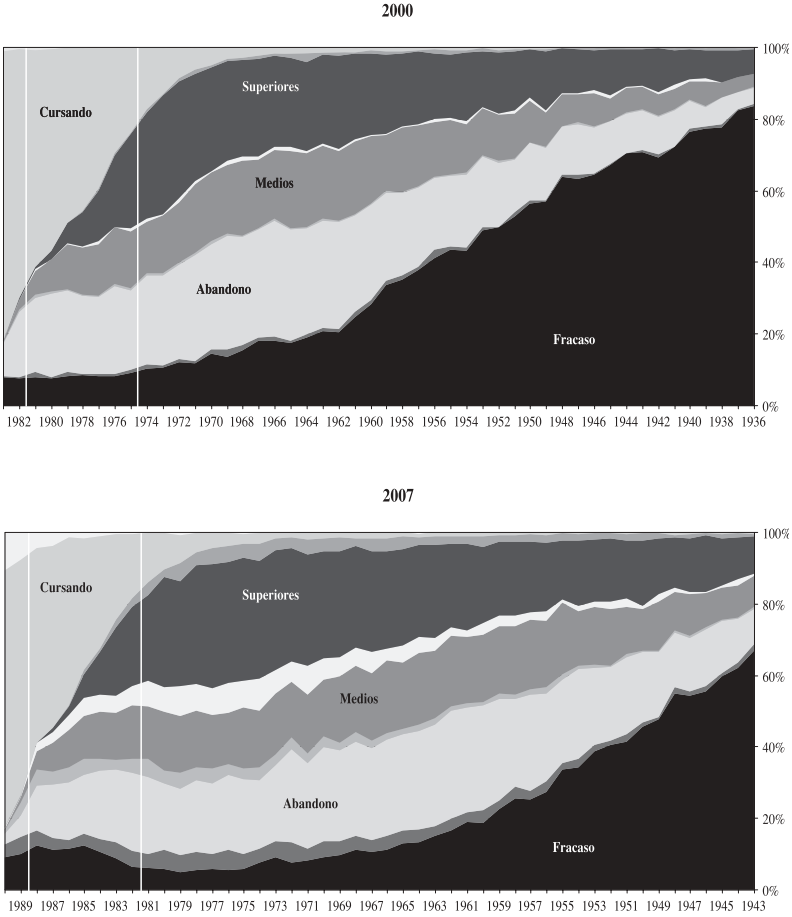 2000
100%
Superiores
Cursando
80%
Medios
60%
40%
Abandono
Fracaso
20%
0%
1982 1980 1978 1976 1974 1972 1970 1968 1966 1964 1962 1960 1958 1956 1954 1952 1950 1948 1946 1944 1942 1940 1938 1936
2007
100%
Cursando
Superiores
80%
60%
Medios
40%
Abandono
20%
Fracaso
0%
1989 1987 1985 1983 1981 1979 1977 1975 1973 1971 1969 1967 1965 1963 1961 1959 1957 1955 1953 1951 1949 1947 1945 1943